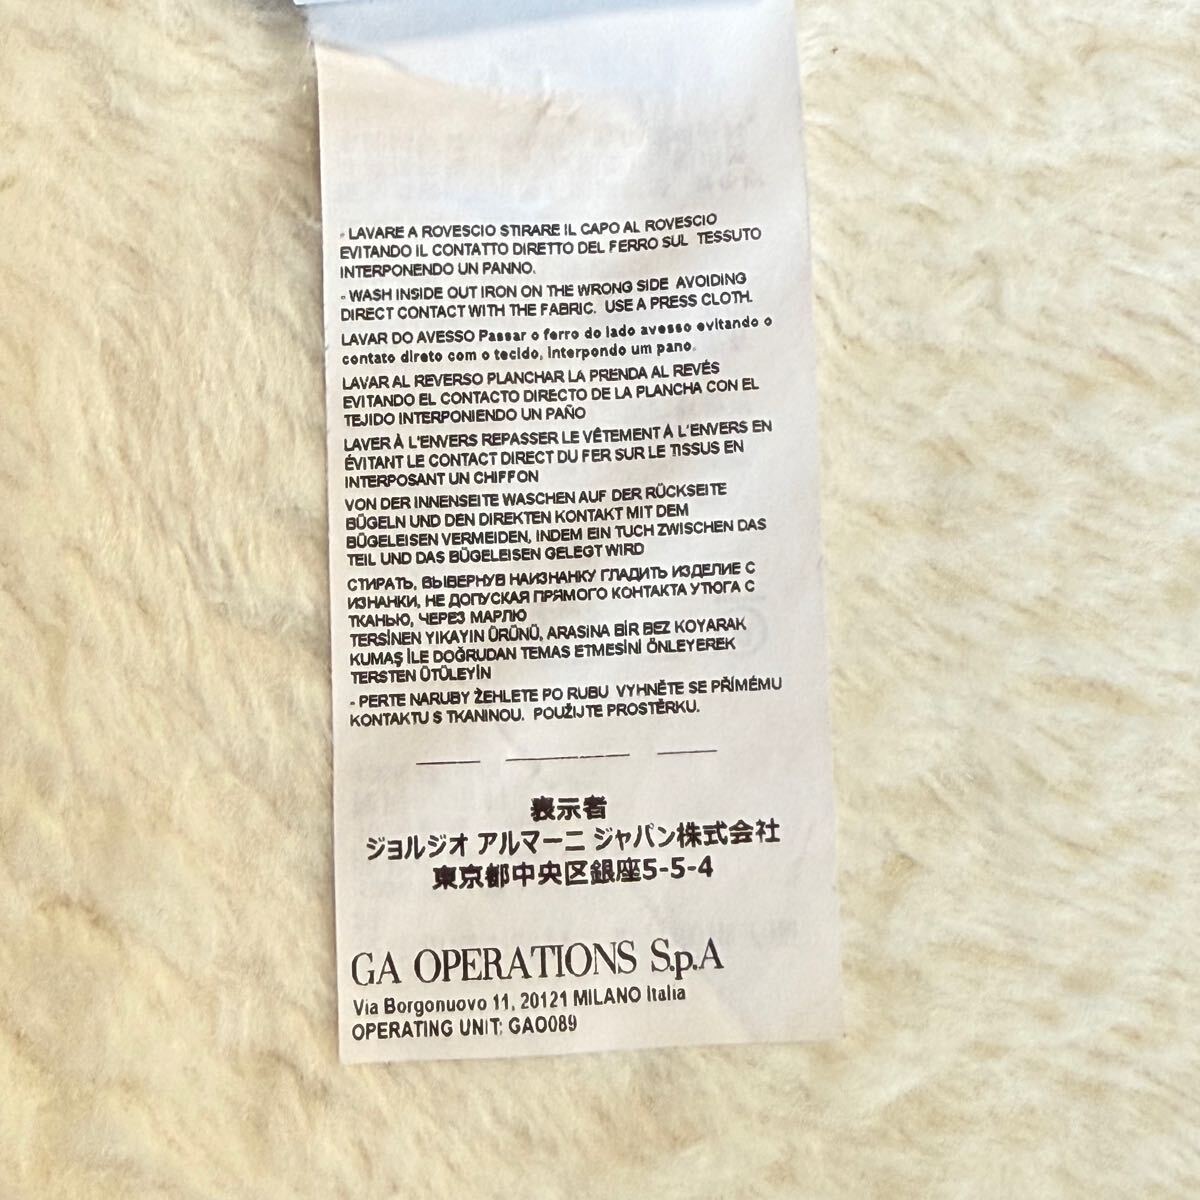 - LAVARE A ROVESCIO STIRARE IL CAPO AL ROVESCIO
EVITANDO IL CONTATTO DIRETTO DEL FERRO SUL TESSUTO
INTERPONENDO UN PANNO.
- WASH INSIDE OUT IRON ON THE WRONG SIDE AVOIDING
DIRECT CONTACT WITH THE FABRIC. USE A PRESS CLOTH.
LAVAR DO AVESSO Passar o ferro do lado avesso evitando o
contato direto com o tecido, interpondo um pano.
LAVAR AL REVERSO PLANCHAR LA PRENDA AL REVÉS
EVITANDO EL CONTACTO DIRECTO DE LA PLANCHA CON EL
TEJIDO INTERPONIENDO UN PAÑO
LAVER À L'ENVERS REPASSER LE VÊTEMENT À L'ENVERS EN
ÉVITANT LE CONTACT DIRECT DU FER SUR LE TISSUS EN
INTERPOSANT UN CHIFFON
VON DER INNENSEITE WASCHEN AUF DER RÜCKSEITE
BÜGELN UND DEN DIREKTEN KONTAKT MIT DEM
BÜGELEISEN VERMEIDEN, INDEM EIN TUCH ZWISCHEN DAS
TEIL UND DAS BÜGELEISEN GELEGT WIRD
СТИРАТЬ, ВЫВЕРНУВ НАИЗНАНКУ ГЛАДИТЬ ИЗДЕЛИЕ С
ИЗНАНКИ, НЕ ДОПУСКАЯ ПРЯМОГО КОНТАКТА УТЮГА С
ТКАНЬЮ, ЧЕРЕЗ МАРЛЮ
TERSİNEN YIKAYIN ÜRÜNÜ, ARASINA BİR BEZ KOYARAK
KUMAŞ İLE DOĞRUDAN TEMAS ETMESİNİ ÖNLEYEREK
TERSTEN ÜTÜLEYİN
- PERTE NARUBY ŽEHLETE PO RUBU VYHNĚTE SE PŘÍMÉMU
KONTAKTU S TKANINOU. POUŽIJTE PROSTĚRKU.
表示者
ジョルジオ アルマーニ ジャパン株式会社
東京都中央区銀座5-5-4
GA OPERATIONS S.p.A
Via Borgonuovo 11, 20121 MILANO Italia
OPERATING UNIT: GAO089